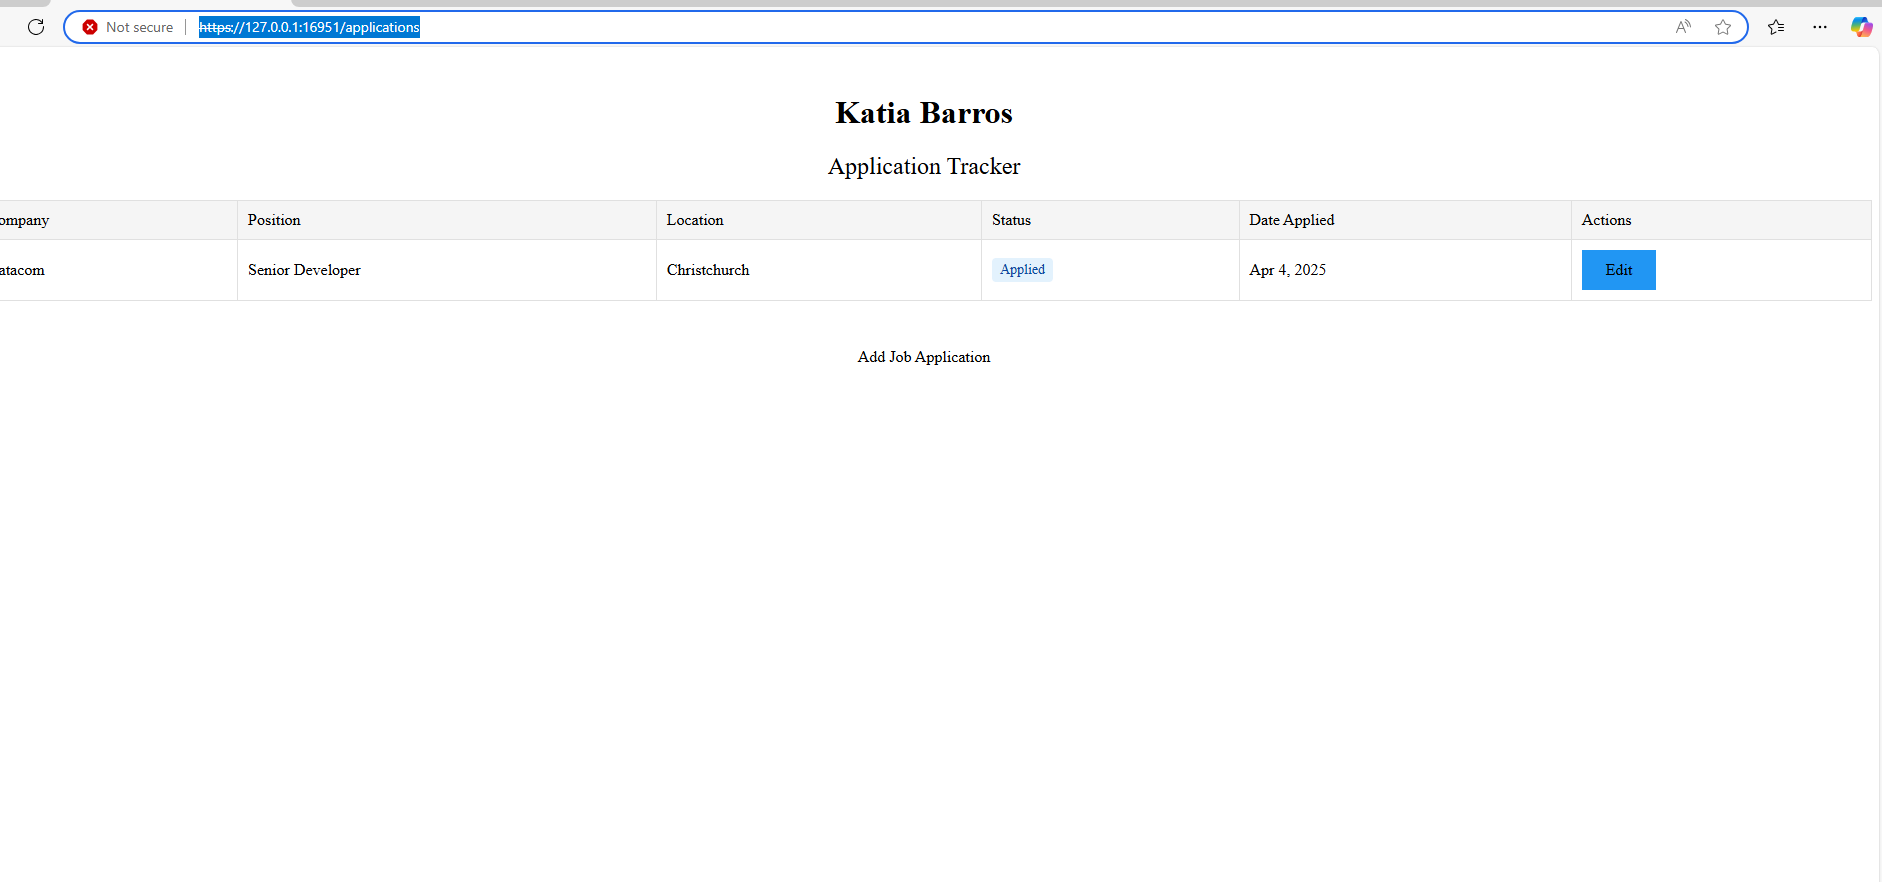 Not secure | https://127.0.0.1:16951/applications
Katia Barros
Application Tracker
ompany Position Location Status Date Applied Actions
atacom Senior Developer Christchurch Applied Apr 4, 2025 Edit
Add Job Application